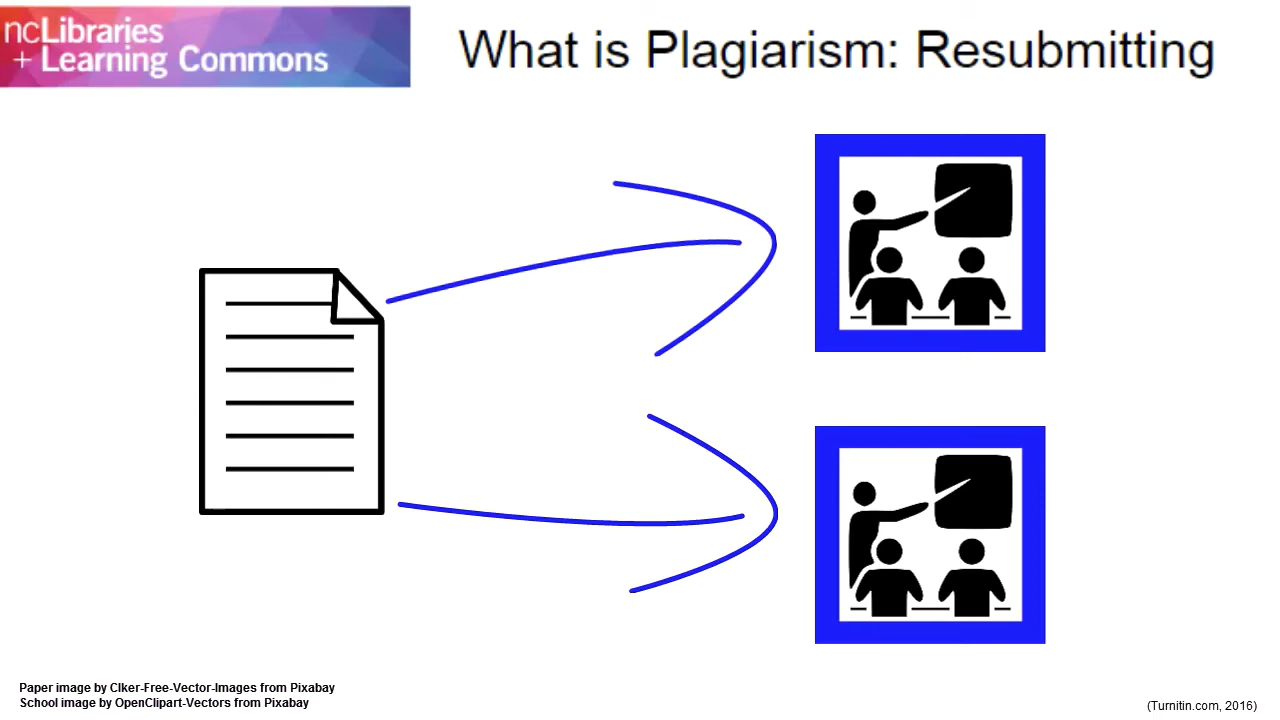 ncLibraries
+ Learning Commons
What is Plagiarism: Resubmitting
Paper image by Clker-Free-Vector-Images from Pixabay
School image by OpenClipart-Vectors from Pixabay
(Turnitin.com, 2016)